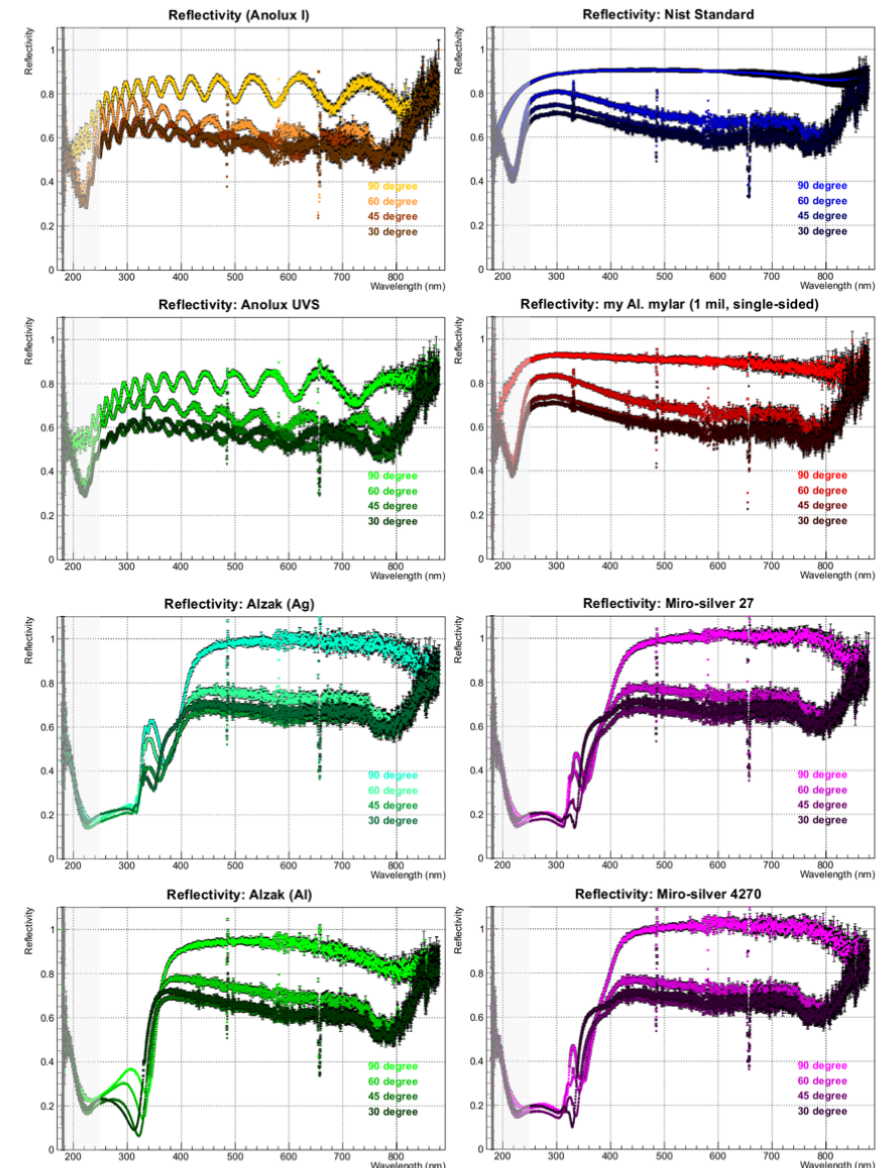 Reflectivity (Anolux I)
Reflectivity
1
0.8
0.6
0.4
0.2
0
90 degree
60 degree
45 degree
30 degree
200 300 400 500 600 700 800
Wavelength (nm)
Reflectivity: Nist Standard
Reflectivity
1
0.8
0.6
0.4
0.2
0
90 degree
60 degree
45 degree
30 degree
200 300 400 500 600 700 800
Wavelength (nm)
Reflectivity: Anolux UVS
Reflectivity
1
0.8
0.6
0.4
0.2
0
90 degree
60 degree
45 degree
30 degree
200 300 400 500 600 700 800
Wavelength (nm)
Reflectivity: my Al. mylar (1 mil, single-sided)
Reflectivity
1
0.8
0.6
0.4
0.2
0
90 degree
60 degree
45 degree
30 degree
200 300 400 500 600 700 800
Wavelength (nm)
Reflectivity: Alzak (Ag)
Reflectivity
1
0.8
0.6
0.4
0.2
0
90 degree
60 degree
45 degree
30 degree
200 300 400 500 600 700 800
Wavelength (nm)
Reflectivity: Miro-silver 27
Reflectivity
1
0.8
0.6
0.4
0.2
0
90 degree
60 degree
45 degree
30 degree
200 300 400 500 600 700 800
Wavelength (nm)
Reflectivity: Alzak (Al)
Reflectivity
1
0.8
0.6
0.4
0.2
0
90 degree
60 degree
45 degree
30 degree
200 300 400 500 600 700 800
Wavelength (nm)
Reflectivity: Miro-silver 4270
Reflectivity
1
0.8
0.6
0.4
0.2
0
90 degree
60 degree
45 degree
30 degree
200 300 400 500 600 700 800
Wavelength (nm)